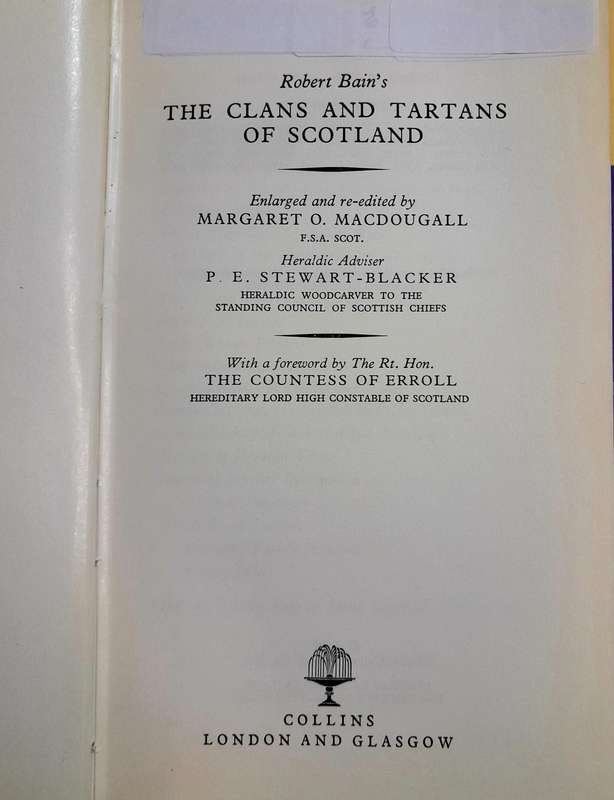 Robert Bain's
THE CLANS AND TARTANS
OF SCOTLAND
Enlarged and re-edited by
MARGARET O. MACDOUGALL
F.S.A. SCOT.
Heraldic Adviser
P. E. STEWART-BLACKER
HERALDIC WOODCARVER TO THE
STANDING COUNCIL OF SCOTTISH CHIEFS
With a foreword by The Rt. Hon.
THE COUNTESS OF ERROLL
HEREDITARY LORD HIGH CONSTABLE OF SCOTLAND
COLLINS
LONDON AND GLASGOW